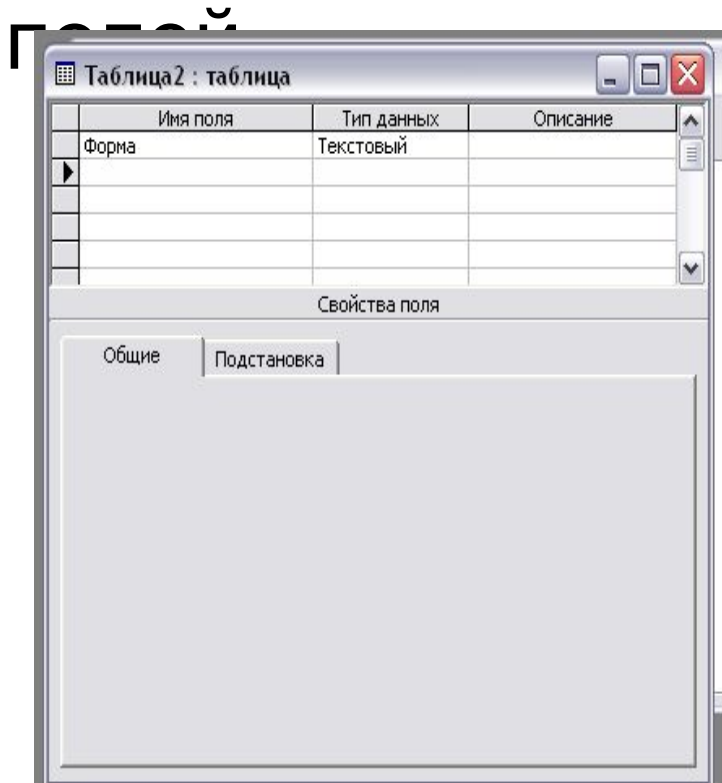 полей
Таблица2 : таблица
Имя поля Тип данных Описание
Форма Текстовый
Свойства поля
Общие Подстановка